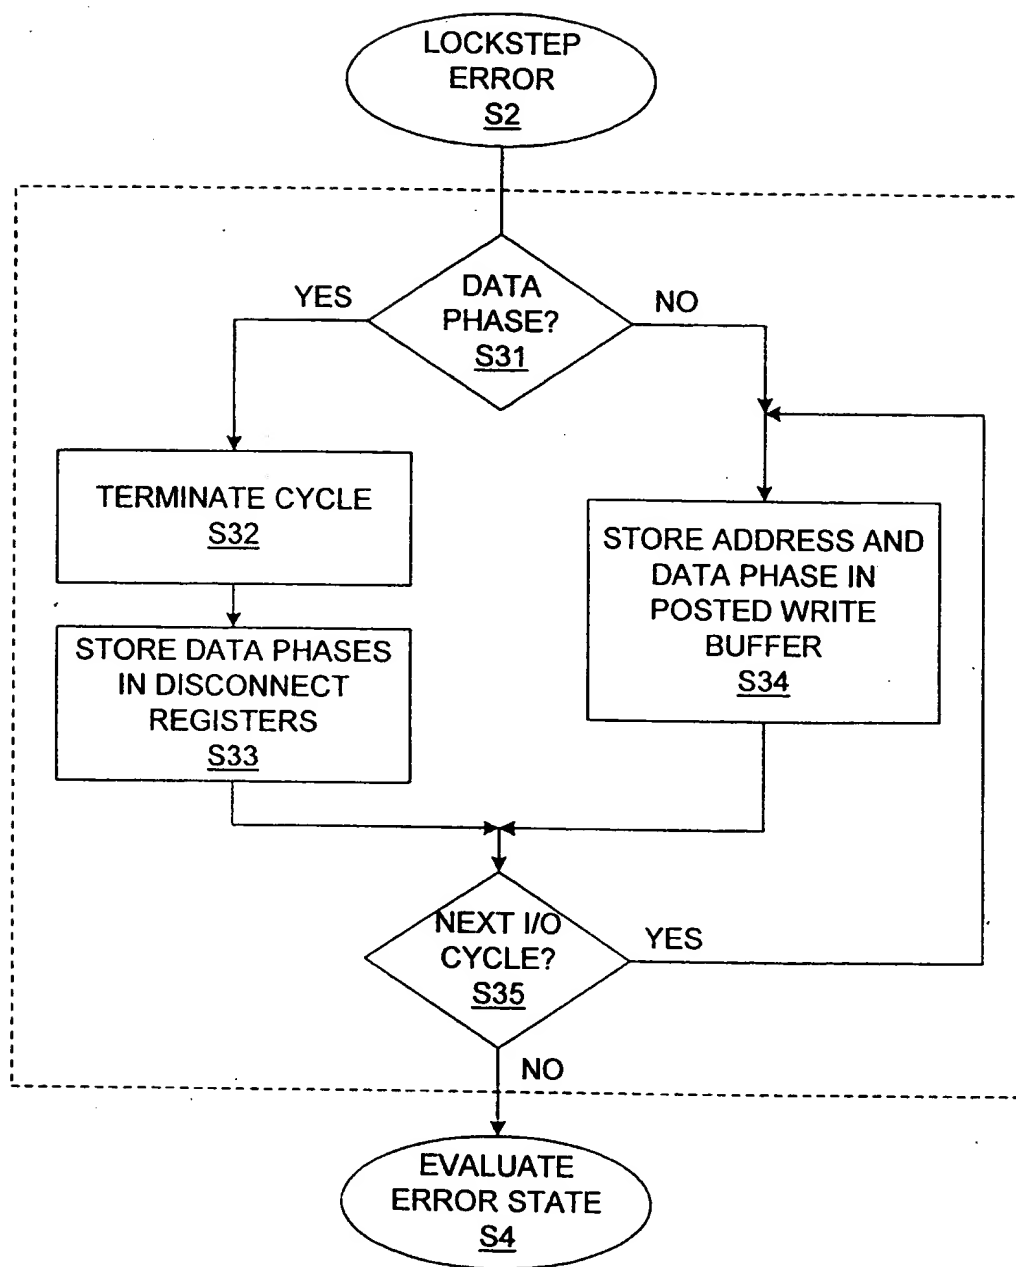 LOCKSTEP
ERROR
S2
DATA
PHASE?
S31
YES
NO
TERMINATE CYCLE
S32
STORE ADDRESS AND
DATA PHASE IN
POSTED WRITE
BUFFER
S34
STORE DATA PHASES
IN DISCONNECT
REGISTERS
S33
NEXT I/O
CYCLE?
S35
YES
NO
EVALUATE
ERROR STATE
S4